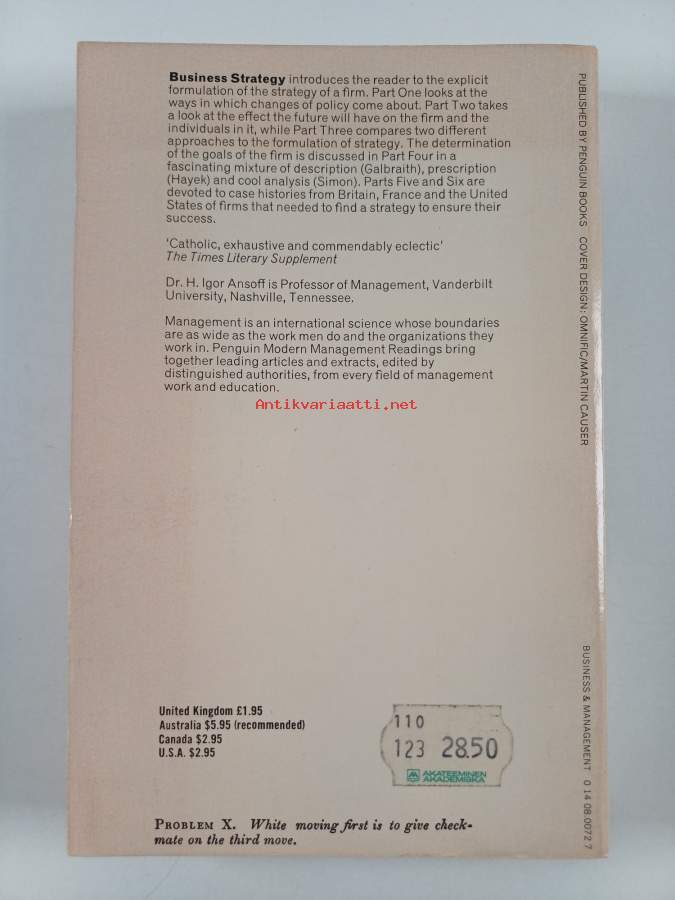 Business Strategy introduces the reader to the explicit
formulation of the strategy of a firm. Part One looks at the
ways in which changes of policy come about. Part Two takes
a look at the effect the future will have on the firm and the
individuals in it, while Part Three compares two different
approaches to the formulation of strategy. The determination
of the goals of the firm is discussed in Part Four in a
fascinating mixture of description (Galbraith), prescription
(Hayek) and cool analysis (Simon). Parts Five and Six are
devoted to case histories from Britain, France and the United
States of firms that needed to find a strategy to ensure their
success.
'Catholic, exhaustive and commendably eclectic'
The Times Literary Supplement
Dr. H. Igor Ansoff is Professor of Management, Vanderbilt
University, Nashville, Tennessee.
Management is an international science whose boundaries
are as wide as the work men do and the organizations they
work in. Penguin Modern Management Readings bring
together leading articles and extracts, edited by
distinguished authorities, from every field of management
work and education.
Antikvariaatti.net
United Kingdom £1.95
Australia $5.95 (recommended)
Canada $2.95
U.S.A. $2.95
110
123 28.50
AKATEEMINEN
AKADEMISKA
PROBLEM X. White moving first is to give check-
mate on the third move.
PUBLISHED BY PENGUIN BOOKS COVER DESIGN: OMNIFIC/MARTIN CAUSER
BUSINESS & MANAGEMENT 0 14 08.0072 7